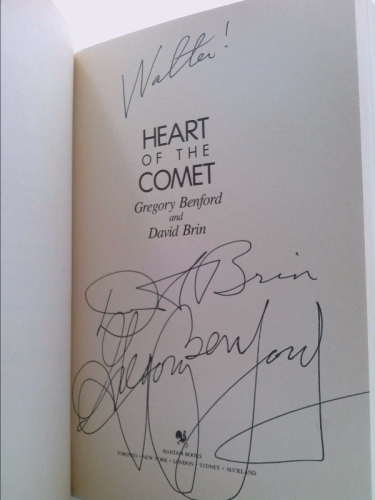 Walter!
HEART
OF THE
COMET
Gregory Benford
and
David Brin
D Brin
Gregory Benford
BANTAM BOOKS
TORONTO • NEW YORK • LONDON • SYDNEY • AUCKLAND